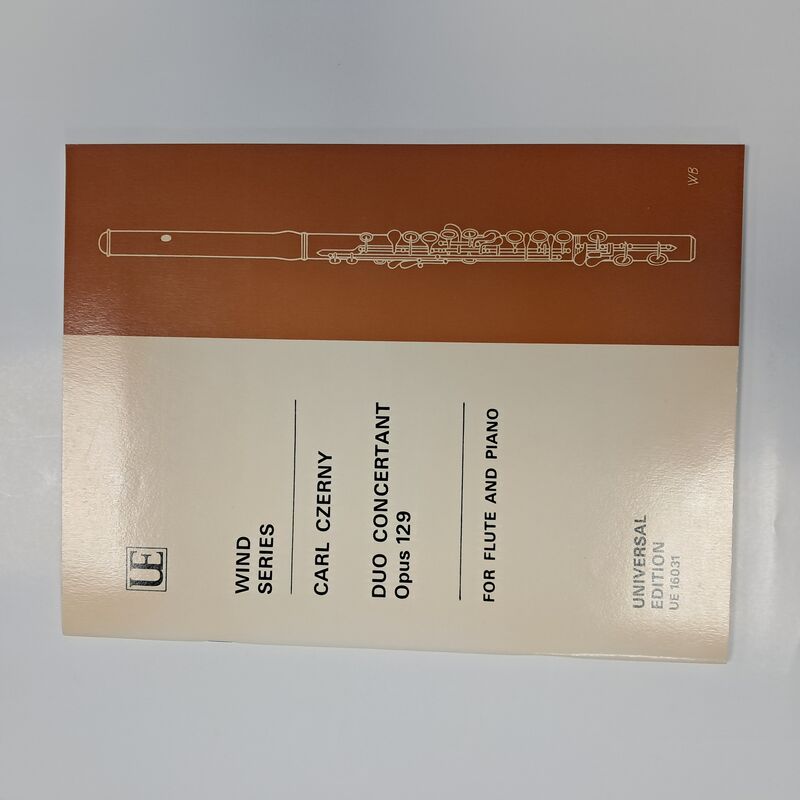 UE
WIND
SERIES
CARL CZERNY
DUO CONCERTANT
Opus 129
FOR FLUTE AND PIANO
UNIVERSAL
EDITION
UE 16031
WB